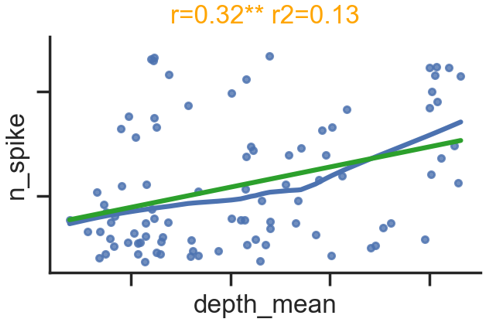 r=0.32** r2=0.13
n_spike
depth_mean